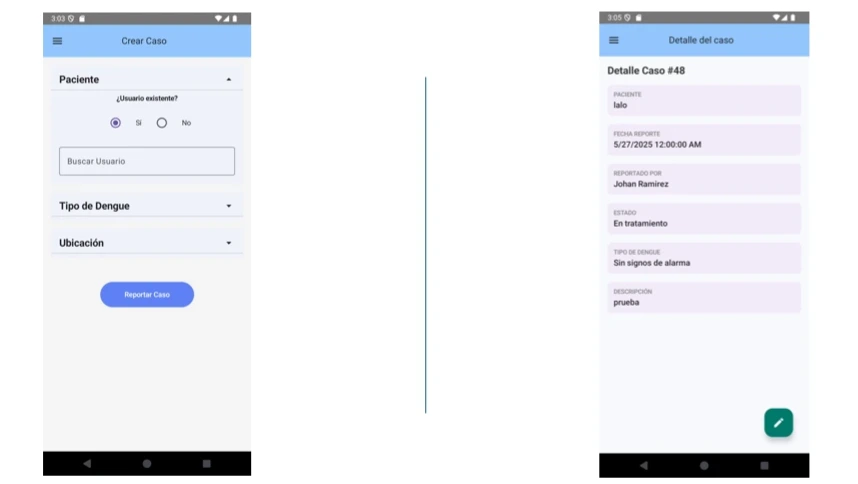 3:03
Crear Caso
Paciente
¿Usuario existente?
Si No
Buscar Usuario
Tipo de Dengue
Ubicación
Reportar Caso
3:05
Detalle del caso
Detalle Caso #48
PACIENTE
lalo
FECHA REPORTE
5/27/2025 12:00:00 AM
REPORTADO POR
Johan Ramirez
ESTADO
En tratamiento
TIPO DE DENGUE
Sin signos de alarma
DESCRIPCIÓN
prueba